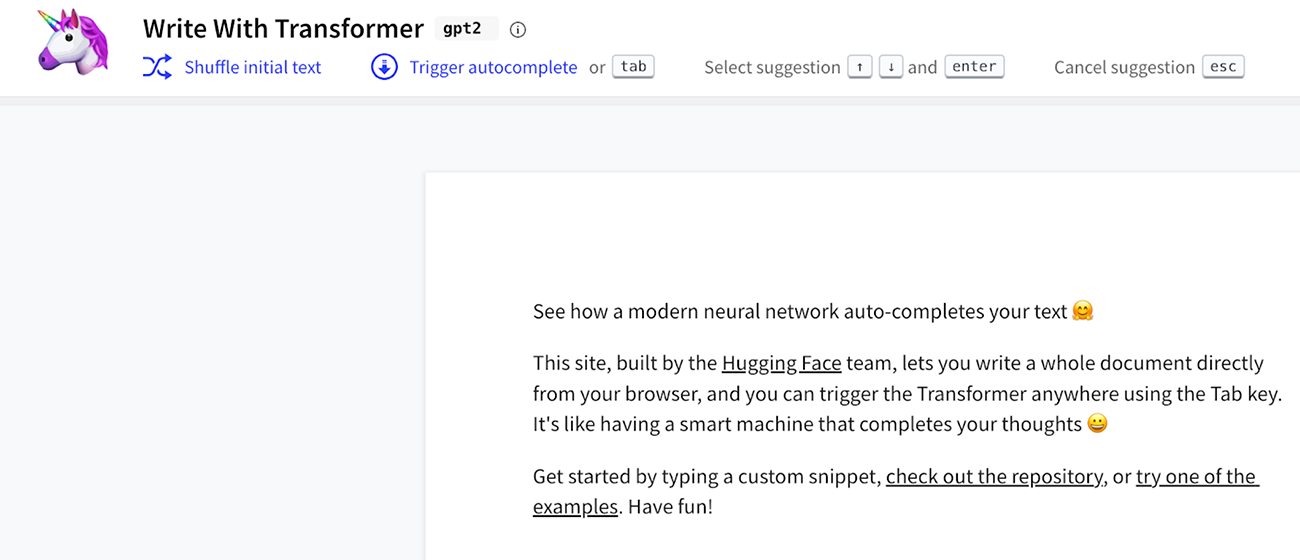 Write With Transformer gpt2 ⓘ
Shuffle initial text Trigger autocomplete or tab Select suggestion ↑ ↓ and enter Cancel suggestion esc
See how a modern neural network auto-completes your text 🤗
This site, built by the Hugging Face team, lets you write a whole document directly
from your browser, and you can trigger the Transformer anywhere using the Tab key.
It's like having a smart machine that completes your thoughts 😀
Get started by typing a custom snippet, check out the repository, or try one of the
examples. Have fun!